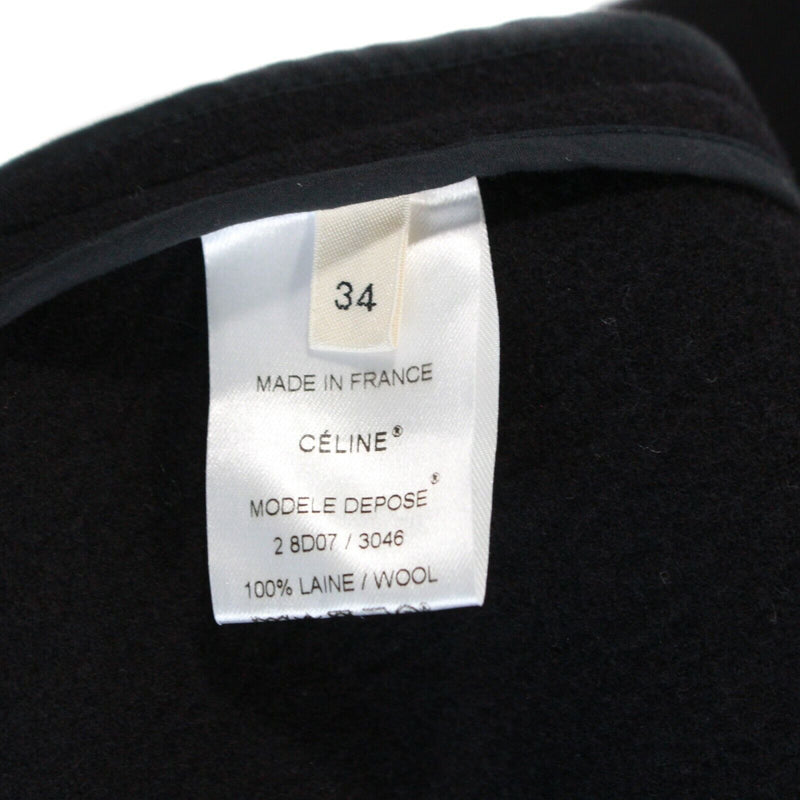 34
MADE IN FRANCE
CÉLINE®
MODELE DEPOSE®
2 8D07 / 3046
100% LAINE / WOOL